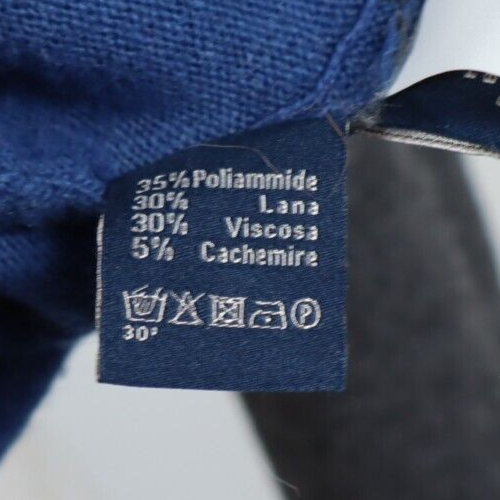 35% Poliammide
30% Lana
30% Viscosa
5% Cachemire
P
30°